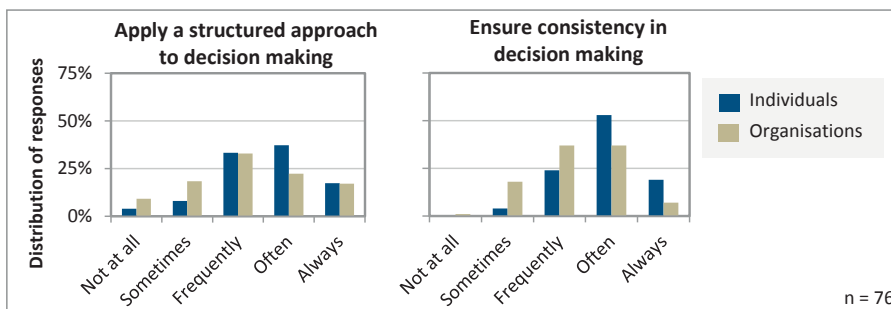 Apply a structured approach
to decision making
Ensure consistency in
decision making
Distribution of responses
75%
50%
25%
0%
Not at all
Sometimes
Frequently
Often
Always
Not at all
Sometimes
Frequently
Often
Always
Individuals
Organisations
n = 76